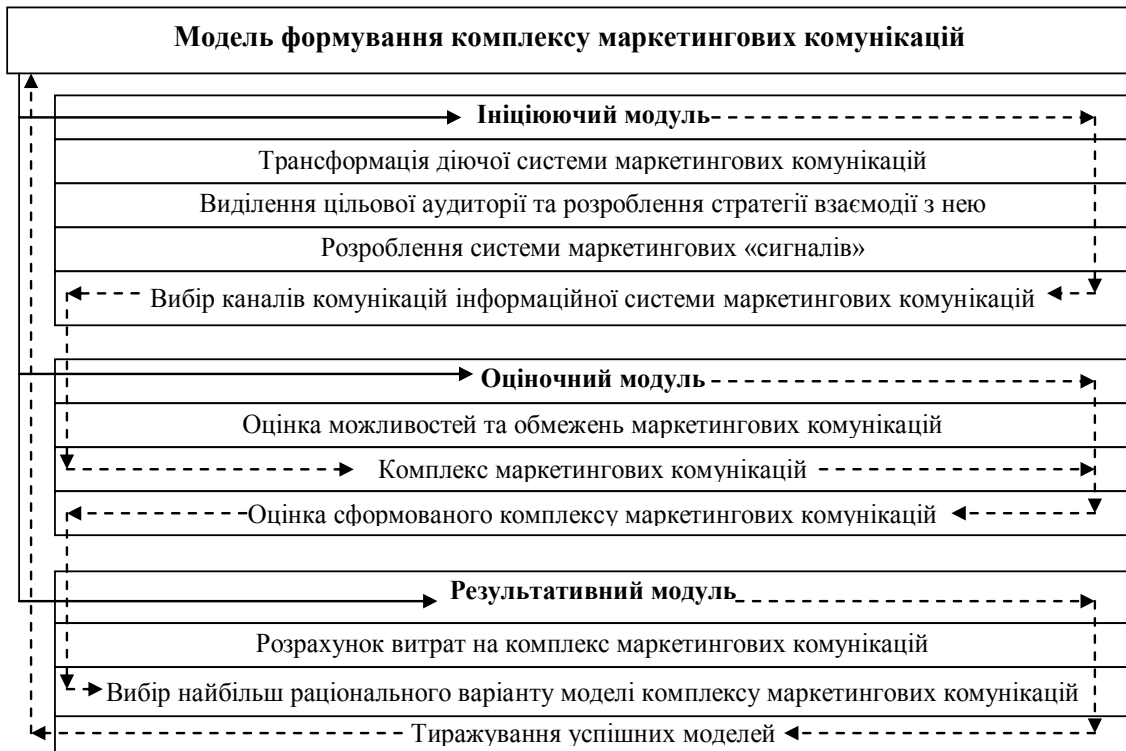 Модель формування комплексу маркетингових комунікацій
Ініціюючий модуль
Трансформація діючої системи маркетингових комунікацій
Виділення цільової аудиторії та розроблення стратегії взаємодії з нею
Розроблення системи маркетингових «сигналів»
Вибір каналів комунікацій інформаційної системи маркетингових комунікацій
Оціночний модуль
Оцінка можливостей та обмежень маркетингових комунікацій
Комплекс маркетингових комунікацій
Оцінка сформованого комплексу маркетингових комунікацій
Результативний модуль
Розрахунок витрат на комплекс маркетингових комунікацій
Вибір найбільш раціонального варіанту моделі комплексу маркетингових комунікацій
Тиражування успішних моделей